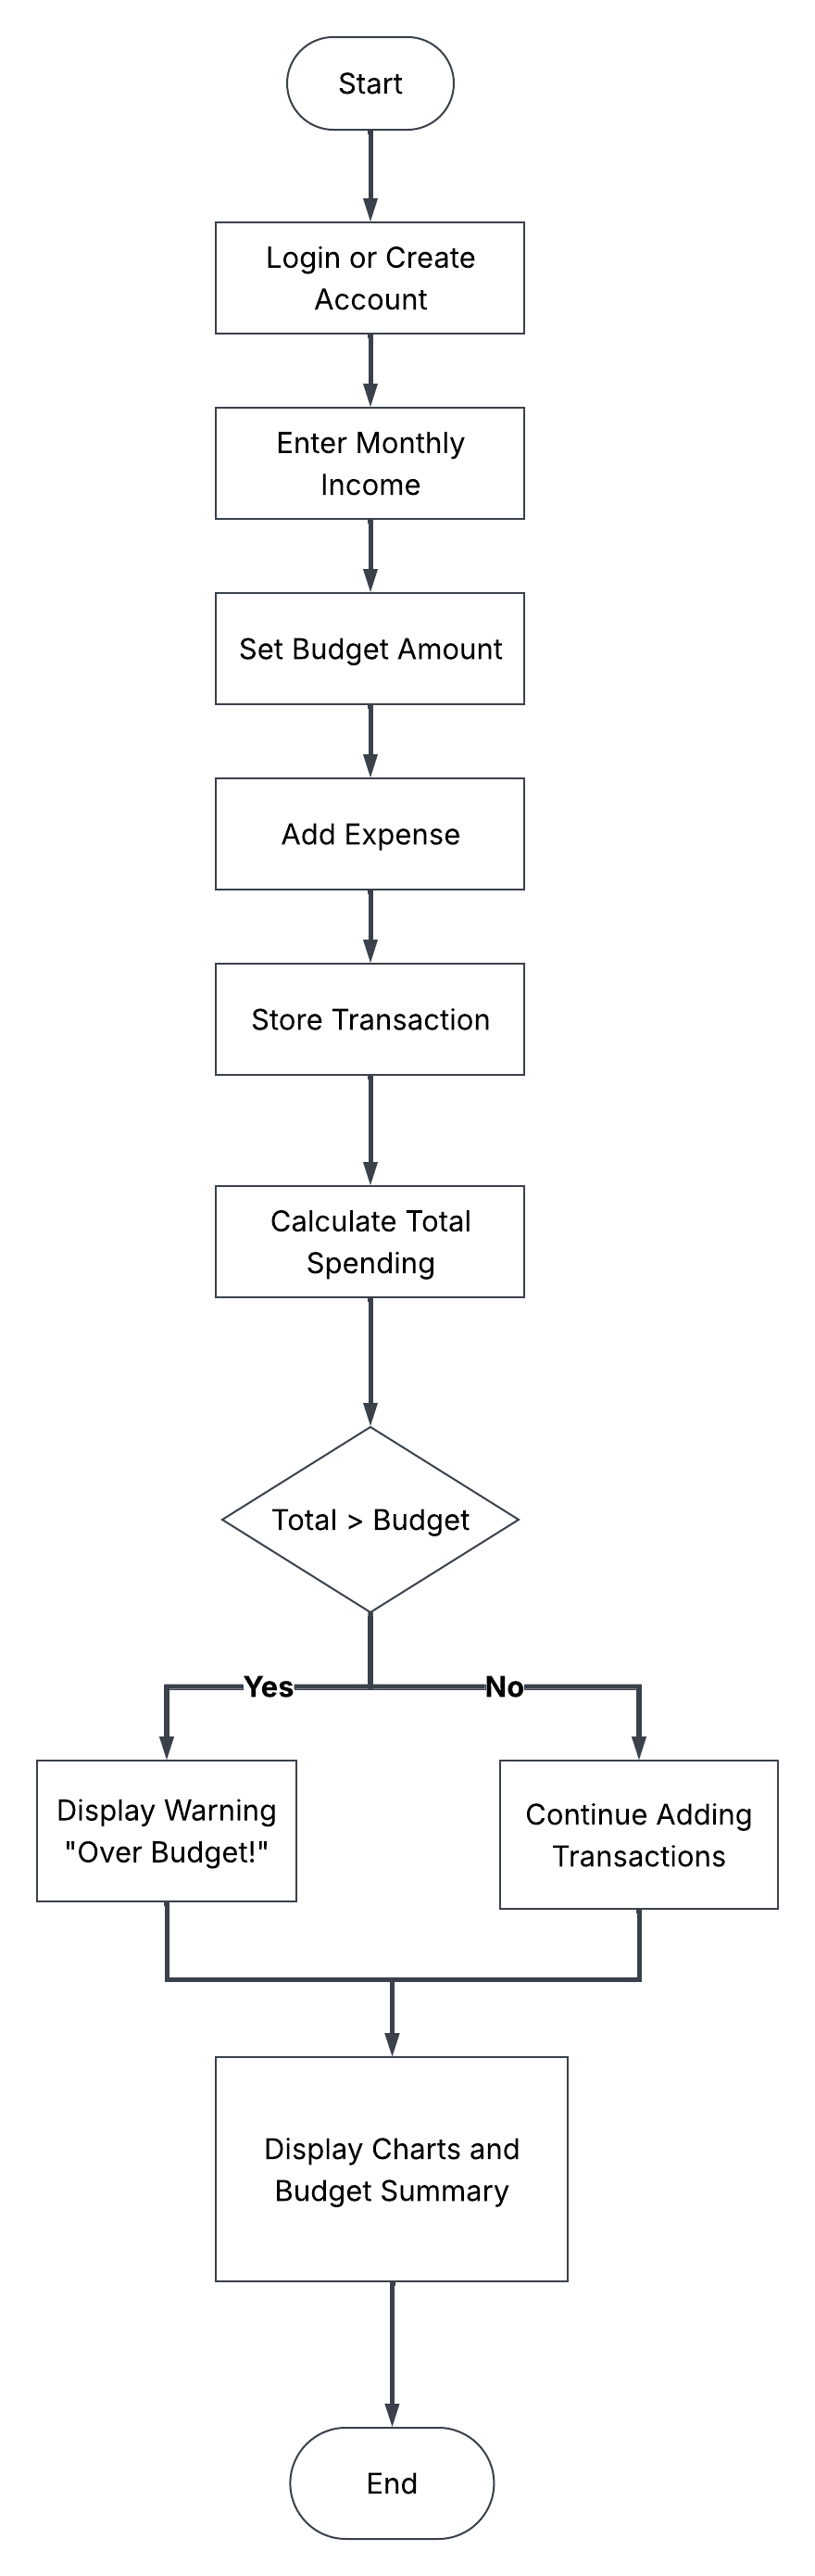 Start
Login or Create
Account
Enter Monthly
Income
Set Budget Amount
Add Expense
Store Transaction
Calculate Total
Spending
Total > Budget
Yes
No
Display Warning
"Over Budget!"
Continue Adding
Transactions
Display Charts and
Budget Summary
End